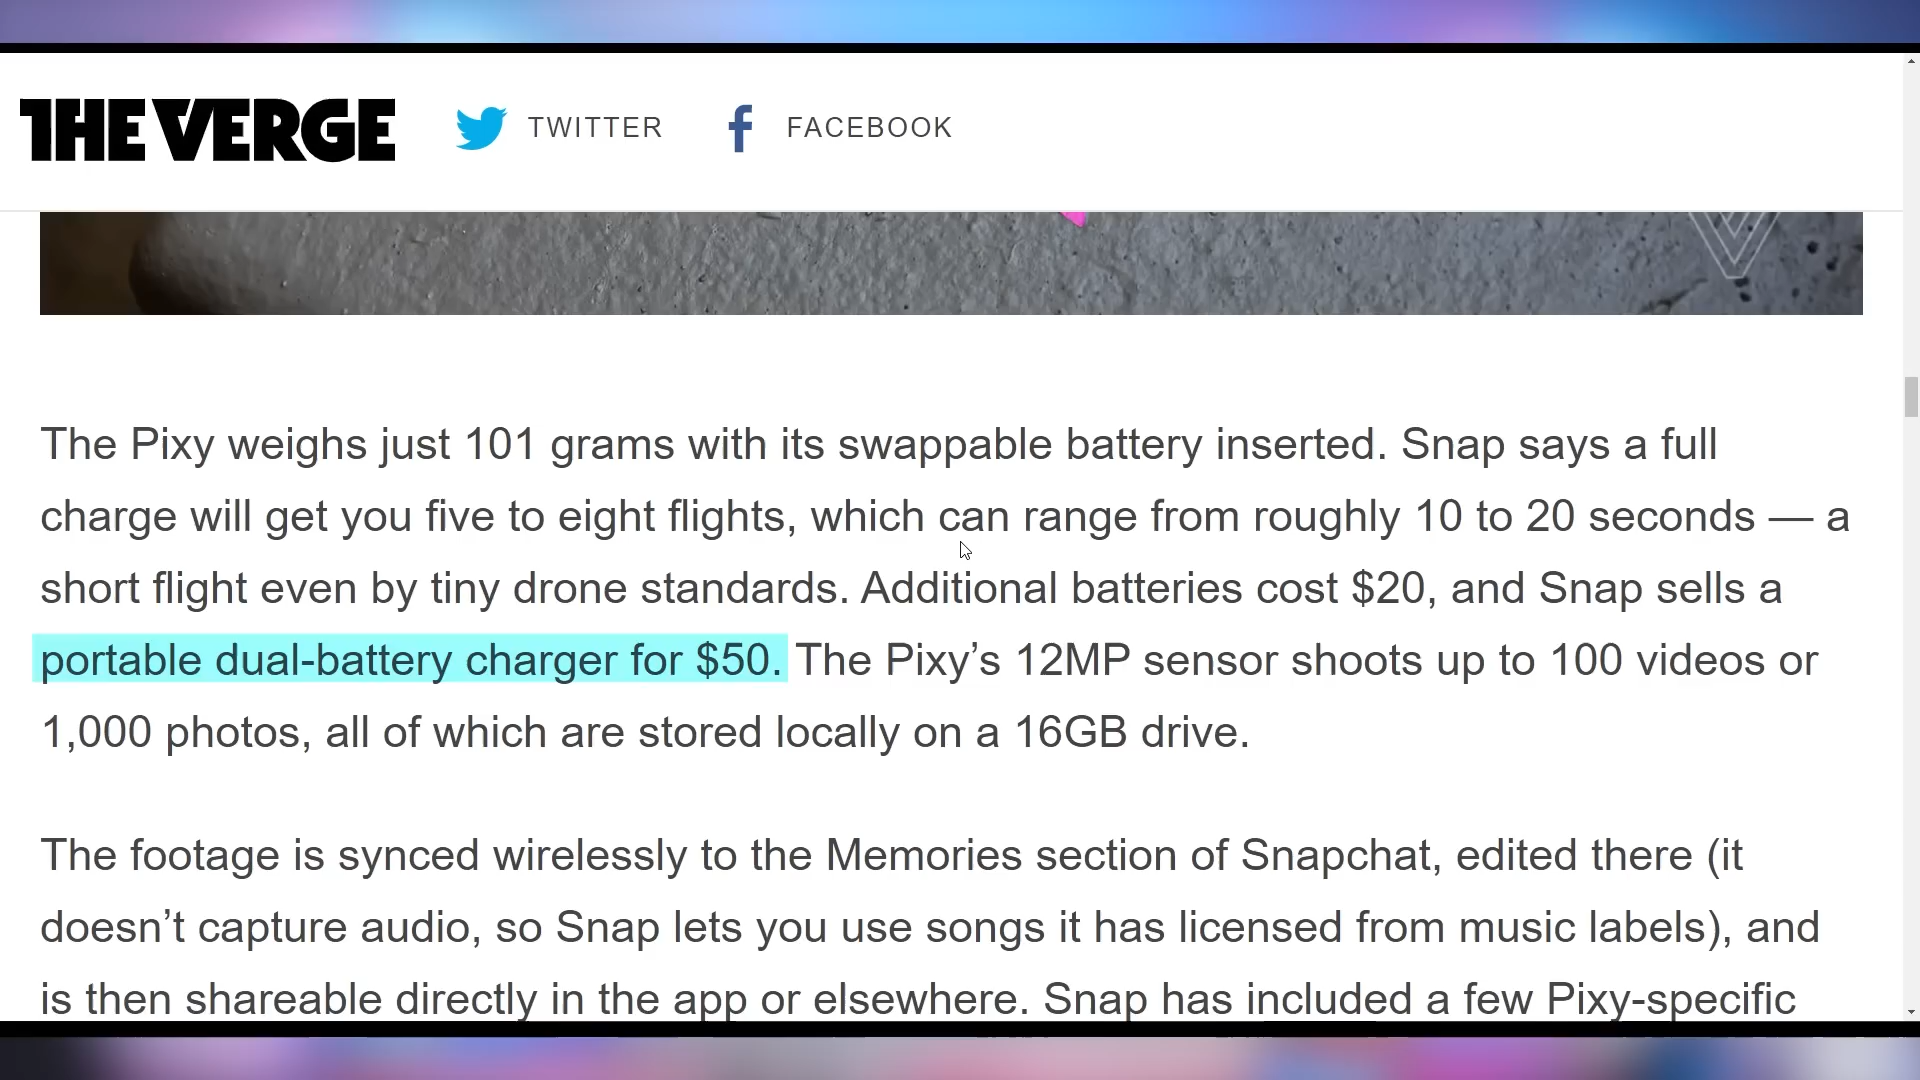 THE VERGE TWITTER FACEBOOK
The Pixy weighs just 101 grams with its swappable battery inserted. Snap says a full
charge will get you five to eight flights, which can range from roughly 10 to 20 seconds — a
short flight even by tiny drone standards. Additional batteries cost $20, and Snap sells a
portable dual-battery charger for $50. The Pixy’s 12MP sensor shoots up to 100 videos or
1,000 photos, all of which are stored locally on a 16GB drive.
The footage is synced wirelessly to the Memories section of Snapchat, edited there (it
doesn’t capture audio, so Snap lets you use songs it has licensed from music labels), and
is then shareable directly in the app or elsewhere. Snap has included a few Pixy-specific